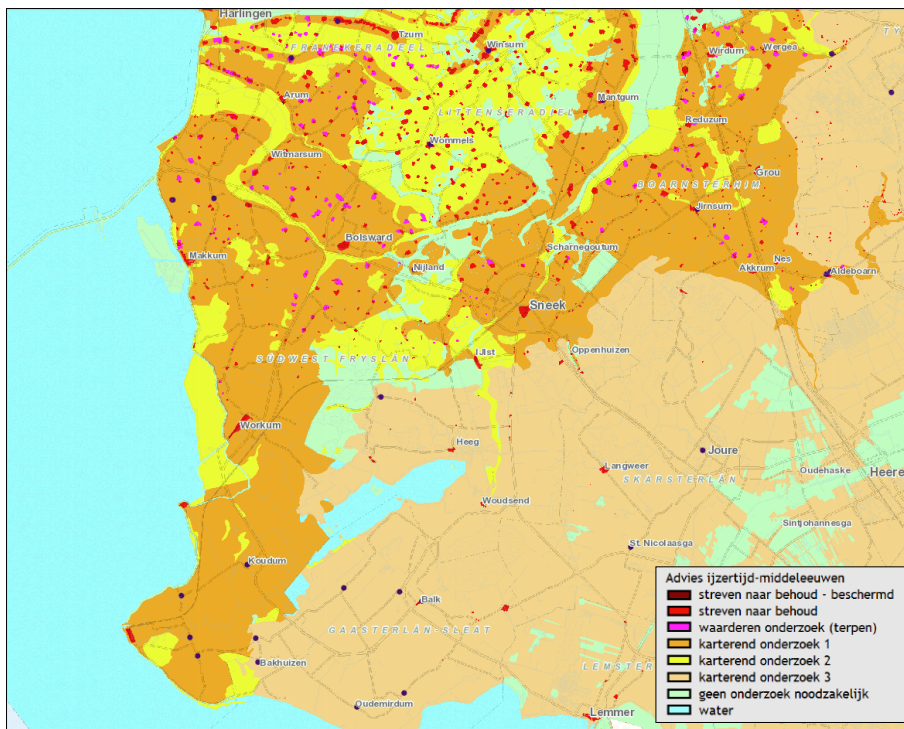 Harlingen
Tzum
FRANEKERADEEL
Winsum
Wirdum
Wergea
TY
Arum
Mantgum
LITTENSERADIEL
Reduzum
Wommels
Witmarsum
Grou
BOARNSTERHIM
Jirnsum
Bolsward
Scharnegoutum
Makkum
Nijland
Nes
Akkrum
Aldeboarn
Sneek
SÚDWEST FRYSLÂN
IJlst
Oppenhuizen
Workum
Heeg
Joure
Langweer
Oudehaske
SKARSTERLÂN
Heere
Woudsend
Sintjohannesga
St. Nicolaasga
Koudum
Balk
GAASTERLÂN-SLEAT
Bakhuizen
LEMSTER
Oudemirdum
Lemmer
Advies ijzertijd-middeleeuwen
streven naar behoud - beschermd
streven naar behoud
waarderen onderzoek (terpen)
karterend onderzoek 1
karterend onderzoek 2
karterend onderzoek 3
geen onderzoek noodzakelijk
water